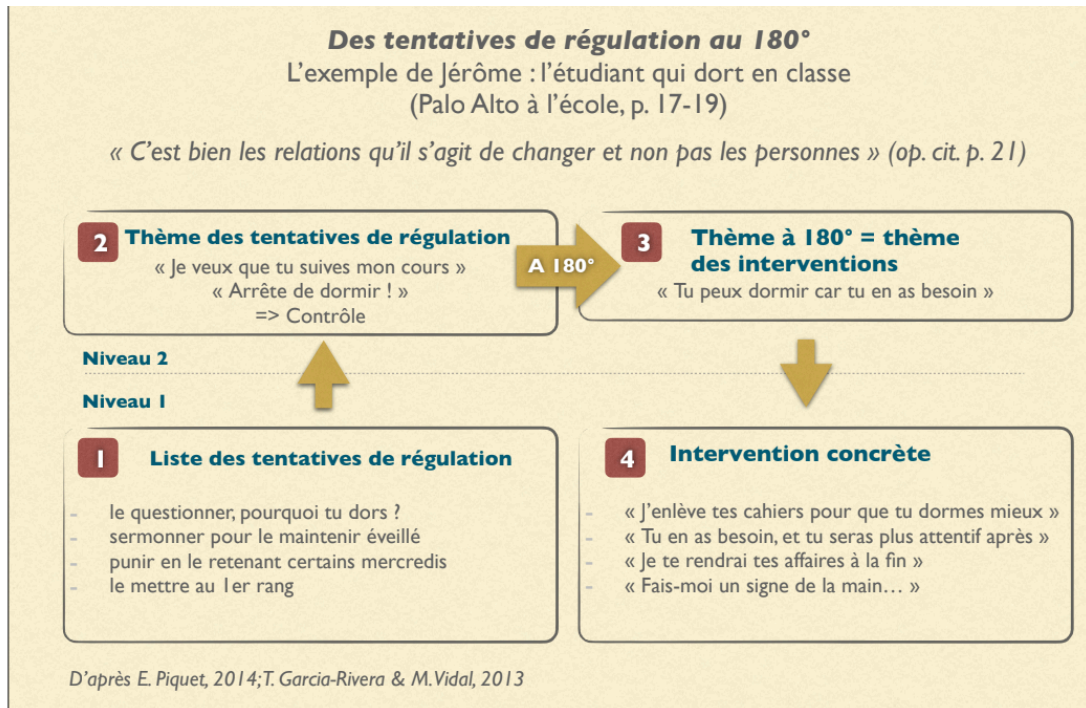 Des tentatives de régulation au 180°
L'exemple de Jérôme : l'étudiant qui dort en classe
(Palo Alto à l'école, p. 17-19)
« C'est bien les relations qu'il s'agit de changer et non pas les personnes » (op. cit. p. 21)
2 Thème des tentatives de régulation
« Je veux que tu suives mon cours »
« Arrête de dormir ! »
=> Contrôle
A 180°
3 Thème à 180° = thème
des interventions
« Tu peux dormir car tu en as besoin »
Niveau 2
Niveau 1
1 Liste des tentatives de régulation
- le questionner, pourquoi tu dors ?
- sermonner pour le maintenir éveillé
- punir en le retenant certains mercredis
- le mettre au 1er rang
4 Intervention concrète
- « J'enlève tes cahiers pour que tu dormes mieux »
- « Tu en as besoin, et tu seras plus attentif après »
- « Je te rendrai tes affaires à la fin »
- « Fais-moi un signe de la main… »
D'après E. Piquet, 2014;T. Garcia-Rivera & M.Vidal, 2013